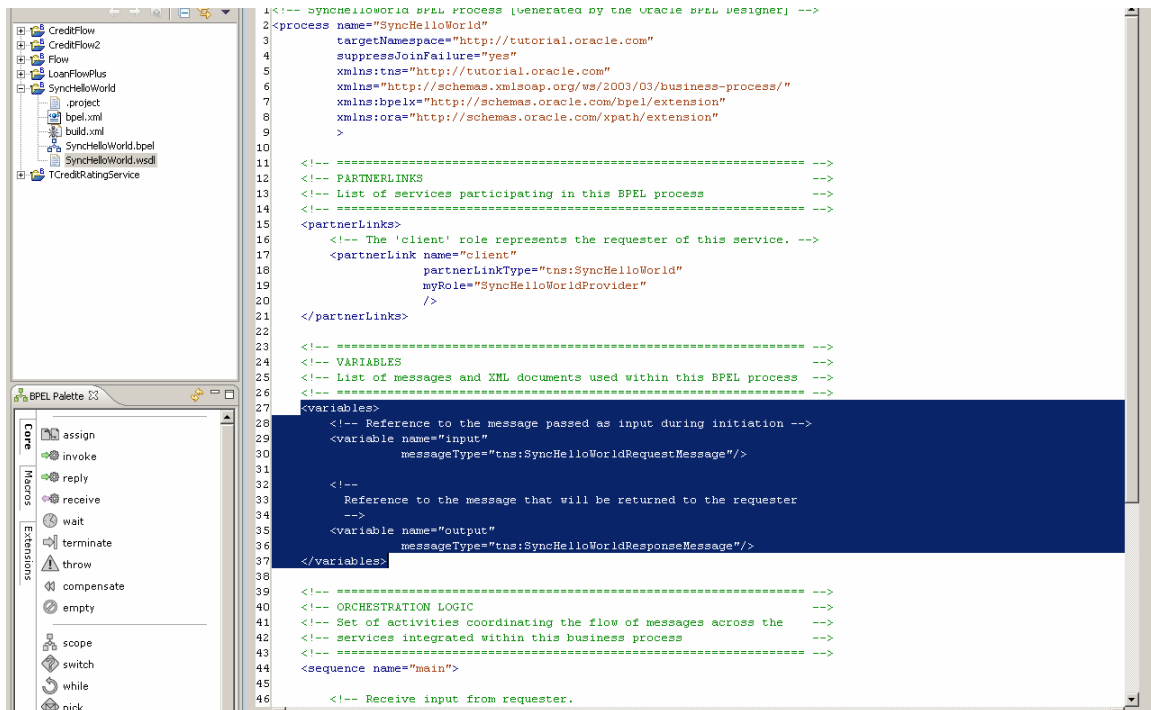 CreditFlow
CreditFlow2
Flow
LoanFlowPlus
SyncHelloWorld
.project
bpel.xml
build.xml
SyncHelloWorld.bpel
SyncHelloWorld.wsdl
TCreditRatingService
BPEL Palette
Core
Macros
Extensions
assign
invoke
reply
receive
wait
terminate
throw
compensate
empty
scope
switch
while
pick
1<!-- SyncHelloWorld BPEL Process [Generated by the Oracle BPEL Designer] -->
2<process name="SyncHelloWorld"
3 targetNamespace="http://tutorial.oracle.com"
4 suppressJoinFailure="yes"
5 xmlns:tns="http://tutorial.oracle.com"
6 xmlns="http://schemas.xmlsoap.org/ws/2003/03/business-process/"
7 xmlns:bpelx="http://schemas.oracle.com/bpel/extension"
8 xmlns:ora="http://schemas.oracle.com/xpath/extension"
9 >
10
11 <!-- ================================================================= -->
12 <!-- PARTNERLINKS -->
13 <!-- List of services participating in this BPEL process -->
14 <!-- ================================================================= -->
15 <partnerLinks>
16 <!-- The 'client' role represents the requester of this service. -->
17 <partnerLink name="client"
18 partnerLinkType="tns:SyncHelloWorld"
19 myRole="SyncHelloWorldProvider"
20 />
21 </partnerLinks>
22
23 <!-- ================================================================= -->
24 <!-- VARIABLES -->
25 <!-- List of messages and XML documents used within this BPEL process -->
26 <!-- ================================================================= -->
27 <variables>
28 <!-- Reference to the message passed as input during initiation -->
29 <variable name="input"
30 messageType="tns:SyncHelloWorldRequestMessage"/>
31
32 <!--
33 Reference to the message that will be returned to the requester
34 -->
35 <variable name="output"
36 messageType="tns:SyncHelloWorldResponseMessage"/>
37 </variables>
38
39 <!-- ================================================================= -->
40 <!-- ORCHESTRATION LOGIC -->
41 <!-- Set of activities coordinating the flow of messages across the -->
42 <!-- services integrated within this business process -->
43 <!-- ================================================================= -->
44 <sequence name="main">
45
46 <!-- Receive input from requester.